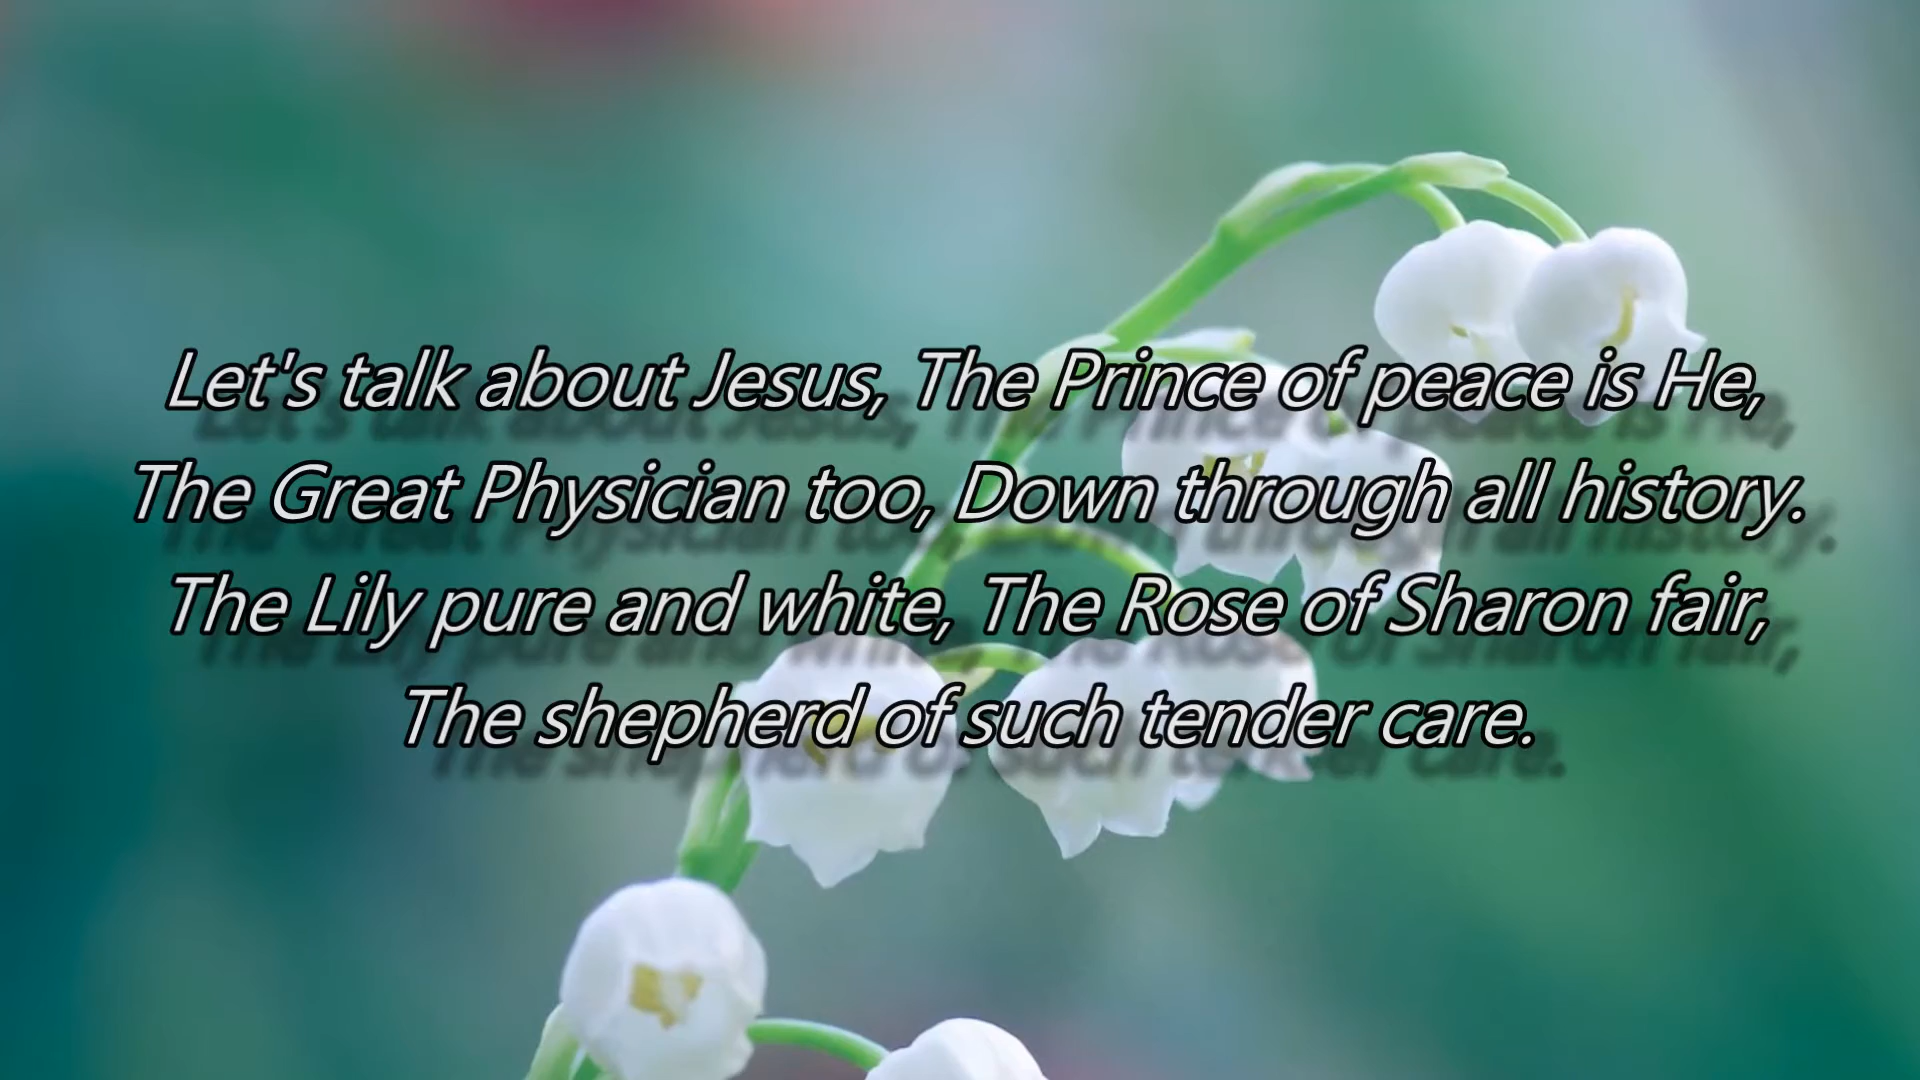 Let's talk about Jesus, The Prince of peace is He,
The Great Physician too, Down through all history.
The Lily pure and white, The Rose of Sharon fair,
The shepherd of such tender care.